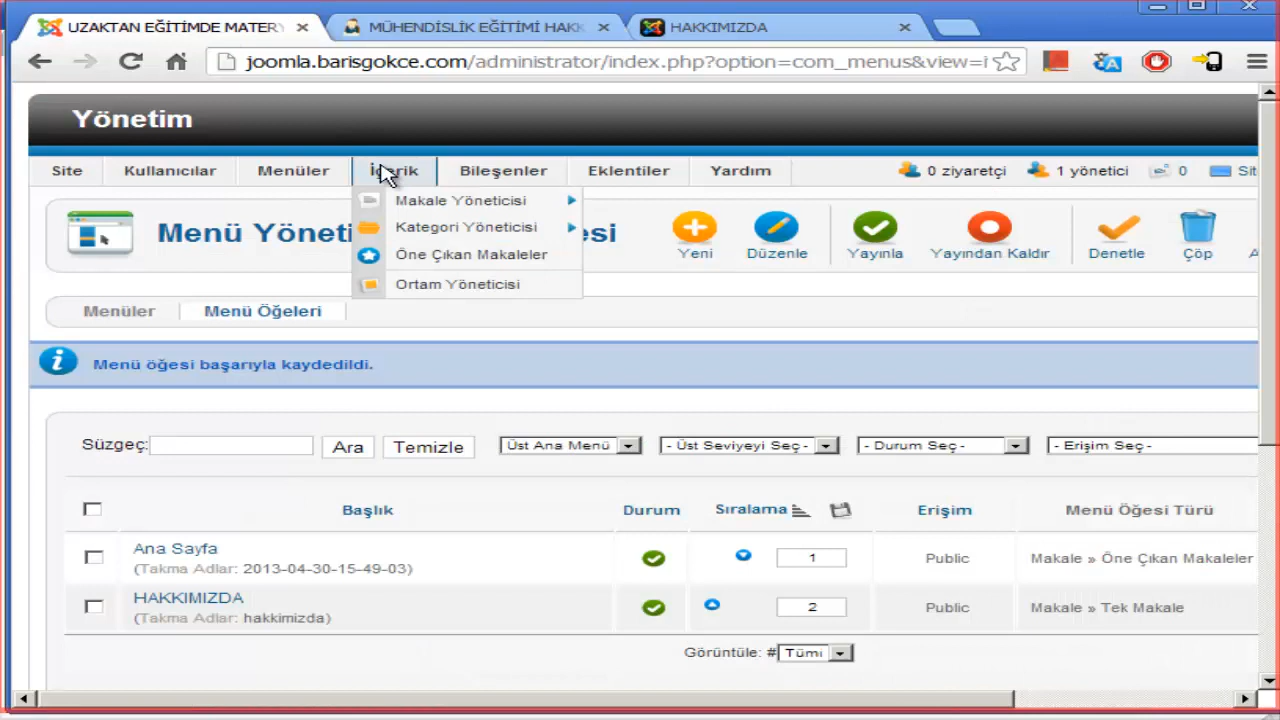 UZAKTAN EĞİTİMDE MATERY
MÜHENDİSLİK EĞİTİMİ HAKK
HAKKIMIZDA
joomla.barisgokce.com/administrator/index.php?option=com_menus&view=i
Yönetim
Site Kullanıcılar Menüler İçerik Bileşenler Eklentiler Yardım 0 ziyaretçi 1 yönetici 0 Sit
Makale Yöneticisi
Kategori Yöneticisi
Öne Çıkan Makaleler
Ortam Yöneticisi
Yeni Düzenle Yayınla Yayından Kaldır Denetle Çöp
Menüler Menü Öğeleri
Menü öğesi başarıyla kaydedildi.
Süzgeç: Ara Temizle Üst Ana Menü - Üst Seviyeyi Seç - - Durum Seç - - Erişim Seç -
Başlık Durum Sıralama Erişim Menü Öğesi Türü
Ana Sayfa
(Takma Adlar: 2013-04-30-15-49-03) 1 Public Makale » Öne Çıkan Makaleler
HAKKIMIZDA
(Takma Adlar: hakkimizda) 2 Public Makale » Tek Makale
Görüntüle: # Tümü